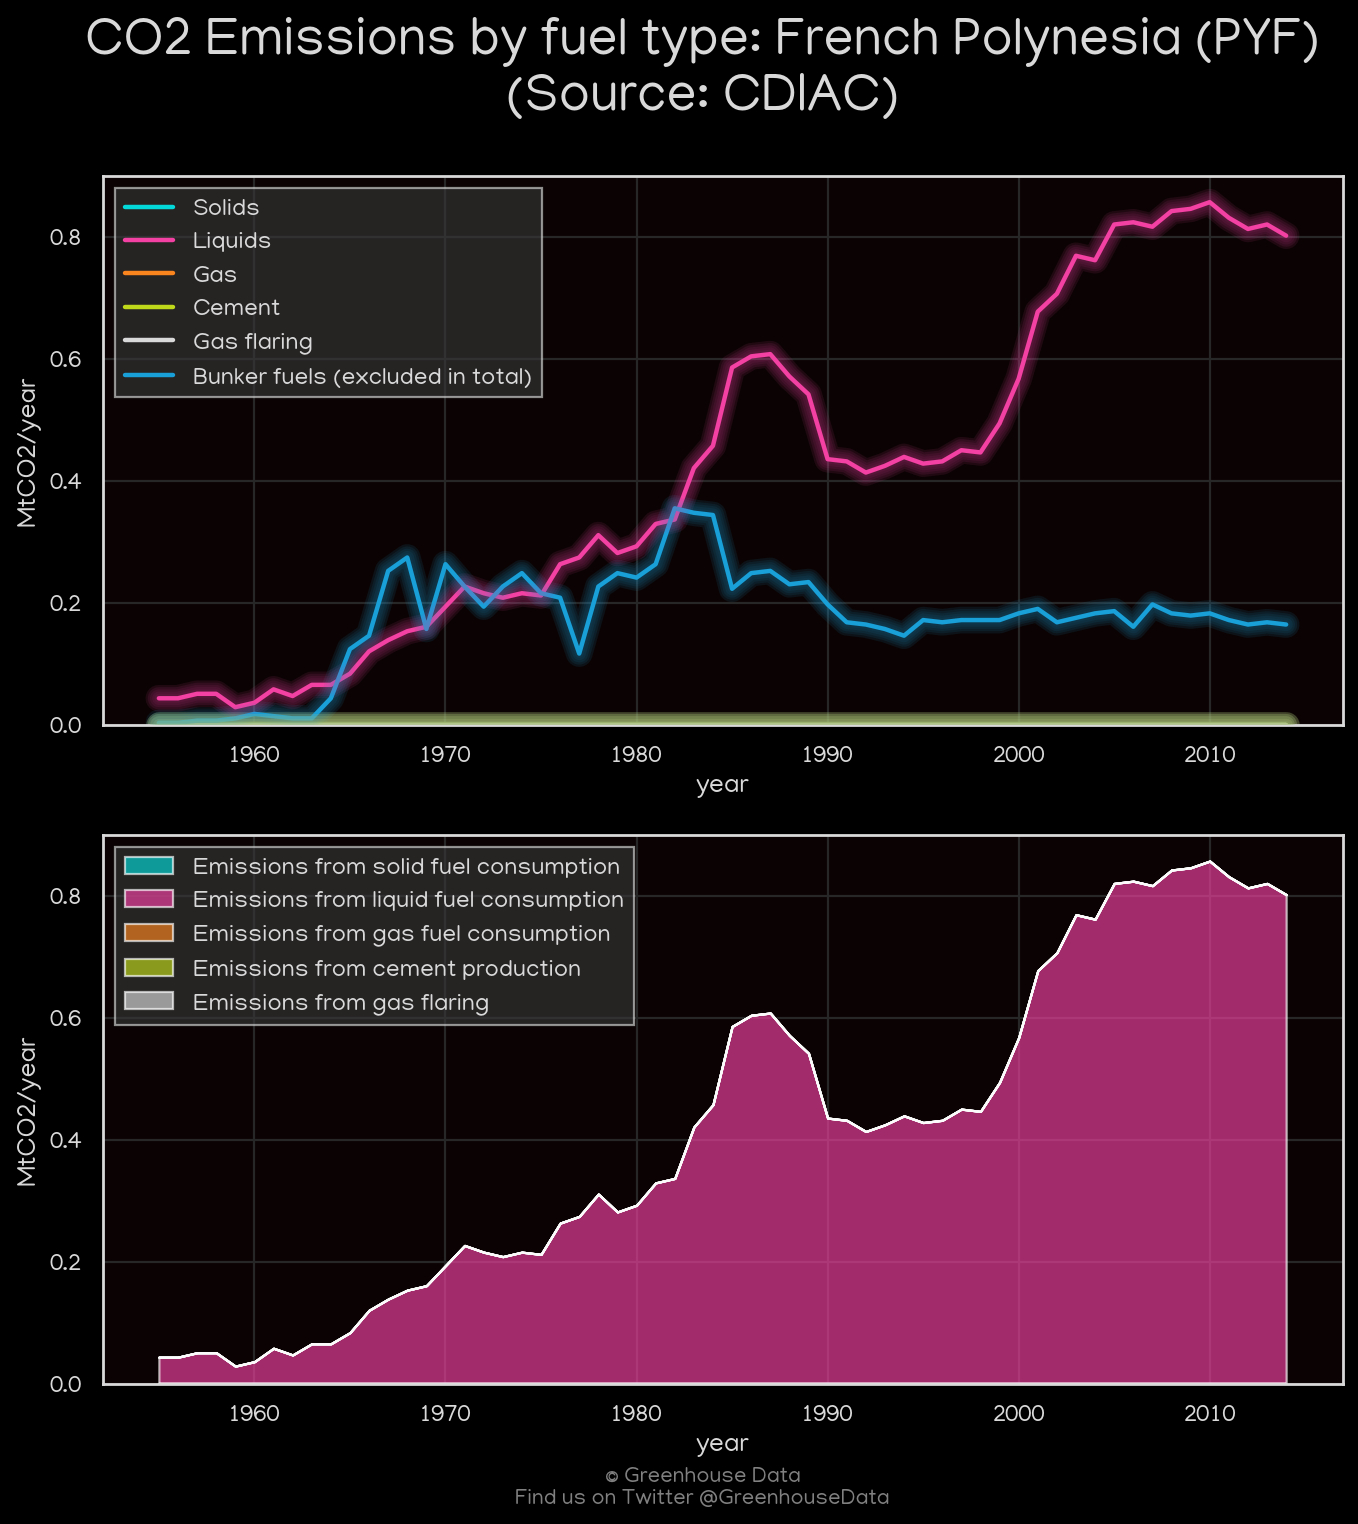 CO2 Emissions by fuel type: French Polynesia (PYF)
(Source: CDIAC)
Solids
Liquids
Gas
Cement
Gas flaring
Bunker fuels (excluded in total)
MtCO2/year
0.8
0.6
0.4
0.2
0.0
1960 1970 1980 1990 2000 2010
year
Emissions from solid fuel consumption
Emissions from liquid fuel consumption
Emissions from gas fuel consumption
Emissions from cement production
Emissions from gas flaring
MtCO2/year
0.8
0.6
0.4
0.2
0.0
1960 1970 1980 1990 2000 2010
year
© Greenhouse Data
Find us on Twitter @GreenhouseData